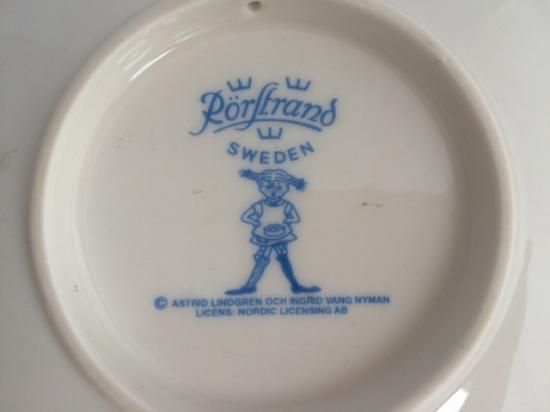 Rörstrand
SWEDEN
© ASTRID LINDGREN OCH INGRID VANG NYMAN
LICENS: NORDIC LICENSING AB